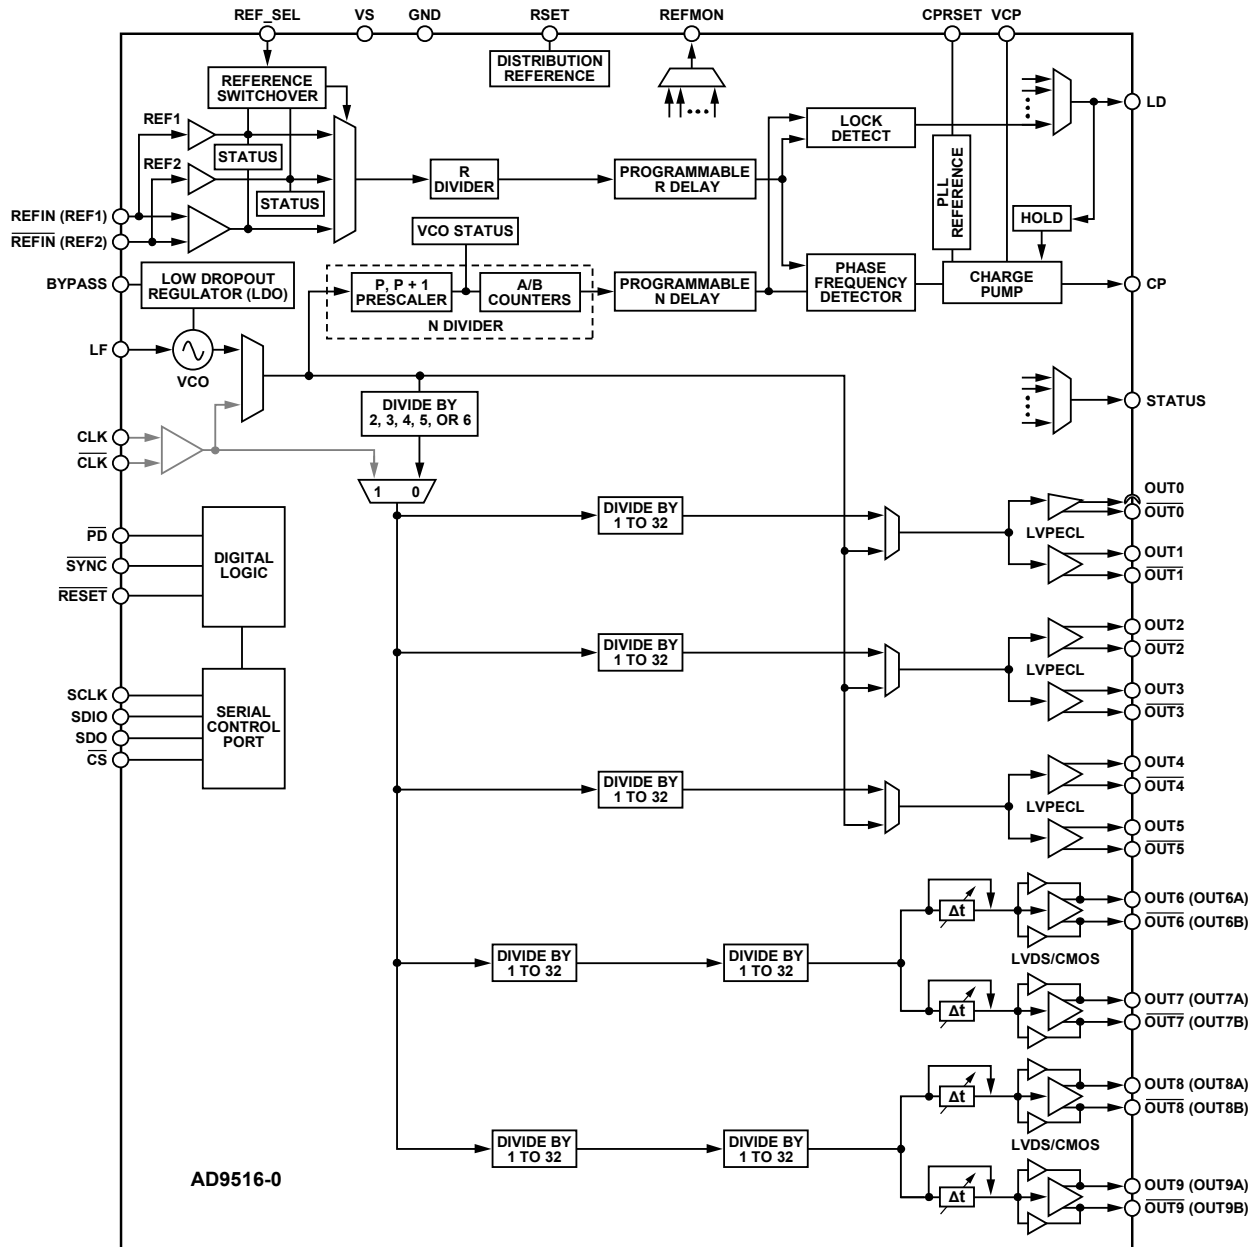 REF_SEL VS GND RSET REFMON CPRSET VCP
REFERENCE
SWITCHOVER
DISTRIBUTION
REFERENCE
LD
REF1
STATUS
REF2
STATUS
R
DIVIDER
PROGRAMMABLE
R DELAY
LOCK
DETECT
PLL
REFERENCE
HOLD
REFIN (REF1)
REFIN (REF2)
BYPASS
LOW DROPOUT
REGULATOR (LDO)
VCO STATUS
P, P + 1
PRESCALER
A/B
COUNTERS
N DIVIDER
PROGRAMMABLE
N DELAY
PHASE
FREQUENCY
DETECTOR
CHARGE
PUMP
CP
LF
VCO
STATUS
DIVIDE BY
2, 3, 4, 5, OR 6
CLK
CLK
1 0
PD
SYNC
RESET
DIGITAL
LOGIC
SCLK
SDIO
SDO
CS
SERIAL
CONTROL
PORT
DIVIDE BY
1 TO 32
LVPECL
OUT0
OUT0
OUT1
OUT1
DIVIDE BY
1 TO 32
LVPECL
OUT2
OUT2
OUT3
OUT3
DIVIDE BY
1 TO 32
LVPECL
OUT4
OUT4
OUT5
OUT5
DIVIDE BY
1 TO 32
DIVIDE BY
1 TO 32
Δt
Δt
LVDS/CMOS
OUT6 (OUT6A)
OUT6 (OUT6B)
OUT7 (OUT7A)
OUT7 (OUT7B)
DIVIDE BY
1 TO 32
DIVIDE BY
1 TO 32
Δt
Δt
LVDS/CMOS
OUT8 (OUT8A)
OUT8 (OUT8B)
OUT9 (OUT9A)
OUT9 (OUT9B)
AD9516-0